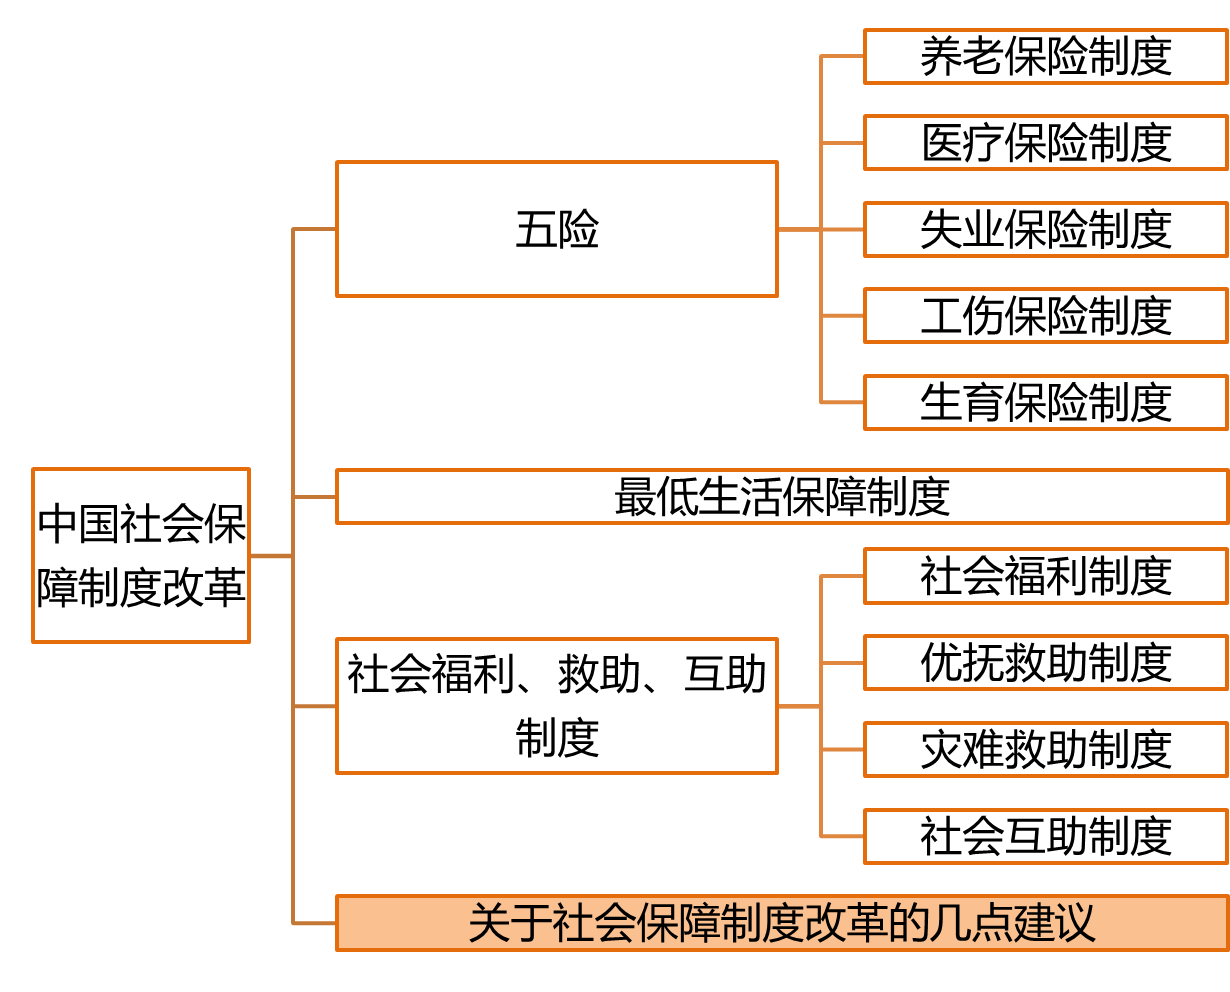 中国社会保
障制度改革
五险
养老保险制度
医疗保险制度
失业保险制度
工伤保险制度
生育保险制度
最低生活保障制度
社会福利、救助、互助
制度
社会福利制度
优抚救助制度
灾难救助制度
社会互助制度
关于社会保障制度改革的几点建议